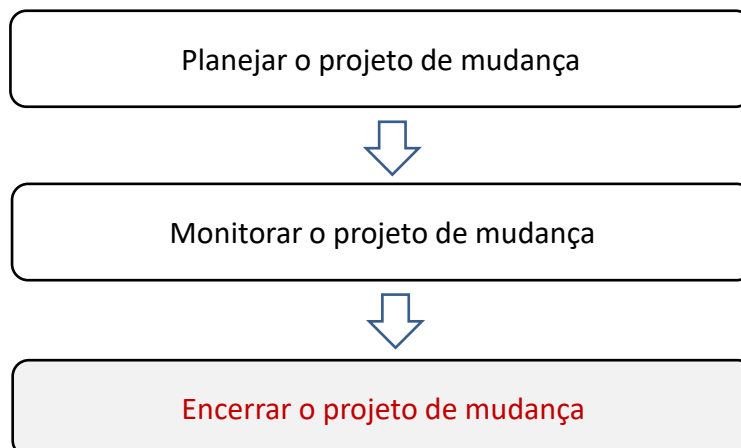 Planejar o projeto de mudança
Monitorar o projeto de mudança
Encerrar o projeto de mudança